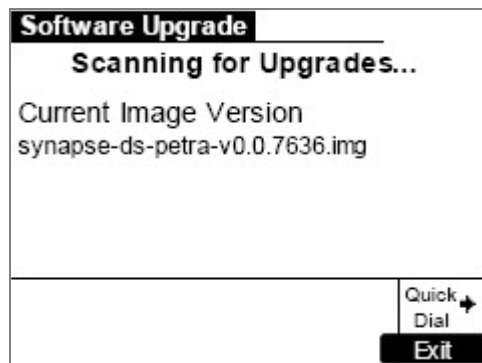 Software Upgrade
Scanning for Upgrades...
Current Image Version
synapse-ds-petra-v0.0.7636.img
Quick
Dial
Exit